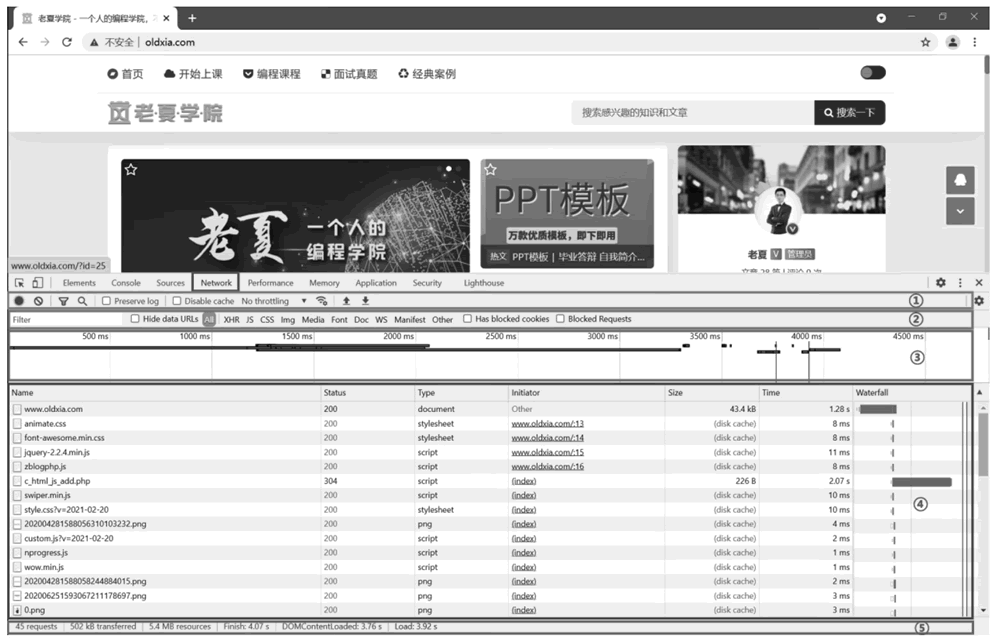 老夏学院 - 一个人的编程学院, 2
不安全 | oldxia.com
首页 开始上课 编程课程 面试真题 经典案例
老·夏·学·院
搜索感兴趣的知识和文章 搜索一下
老夏 一个人的
编程学院
PPT模板
万款优质模板，即下即用
热文 PPT模板 | 毕业答辩 自我简介...
老夏 V 管理员
www.oldxia.com/?id=25
Elements Console Sources Network Performance Memory Application Security Lighthouse
Preserve log Disable cache No throttling ①
Filter Hide data URLs All XHR JS CSS Img Media Font Doc WS Manifest Other Has blocked cookies Blocked Requests ②
500 ms 1000 ms 1500 ms 2000 ms 2500 ms 3000 ms 3500 ms 4000 ms 4500 ms
③
Name Status Type Initiator Size Time Waterfall
www.oldxia.com 200 document Other 43.4 kB 1.28 s
animate.css 200 stylesheet www.oldxia.com/:13 (disk cache) 8 ms
font-awesome.min.css 200 stylesheet www.oldxia.com/:14 (disk cache) 8 ms
jquery-2.2.4.min.js 200 script www.oldxia.com/:15 (disk cache) 11 ms
zblogphp.js 200 script www.oldxia.com/:16 (disk cache) 8 ms
c_html_js_add.php 304 script (index) 226 B 2.07 s
swiper.min.js 200 script (index) (disk cache) 10 ms
style.css?v=2021-02-20 200 stylesheet (index) (disk cache) 10 ms
④
202004281588056310103232.png 200 png (index) (disk cache) 4 ms
custom.js?v=2021-02-20 200 script (index) (disk cache) 2 ms
nprogress.js 200 script (index) (disk cache) 1 ms
wow.min.js 200 script (index) (disk cache) 1 ms
202004281588058244884015.png 200 png (index) (disk cache) 2 ms
202006251593067211178697.png 200 png (index) (disk cache) 3 ms
0.png 200 png (index) (disk cache) 3 ms
45 requests | 502 kB transferred | 5.4 MB resources | Finish: 4.07 s | DOMContentLoaded: 3.76 s | Load: 3.92 s ⑤